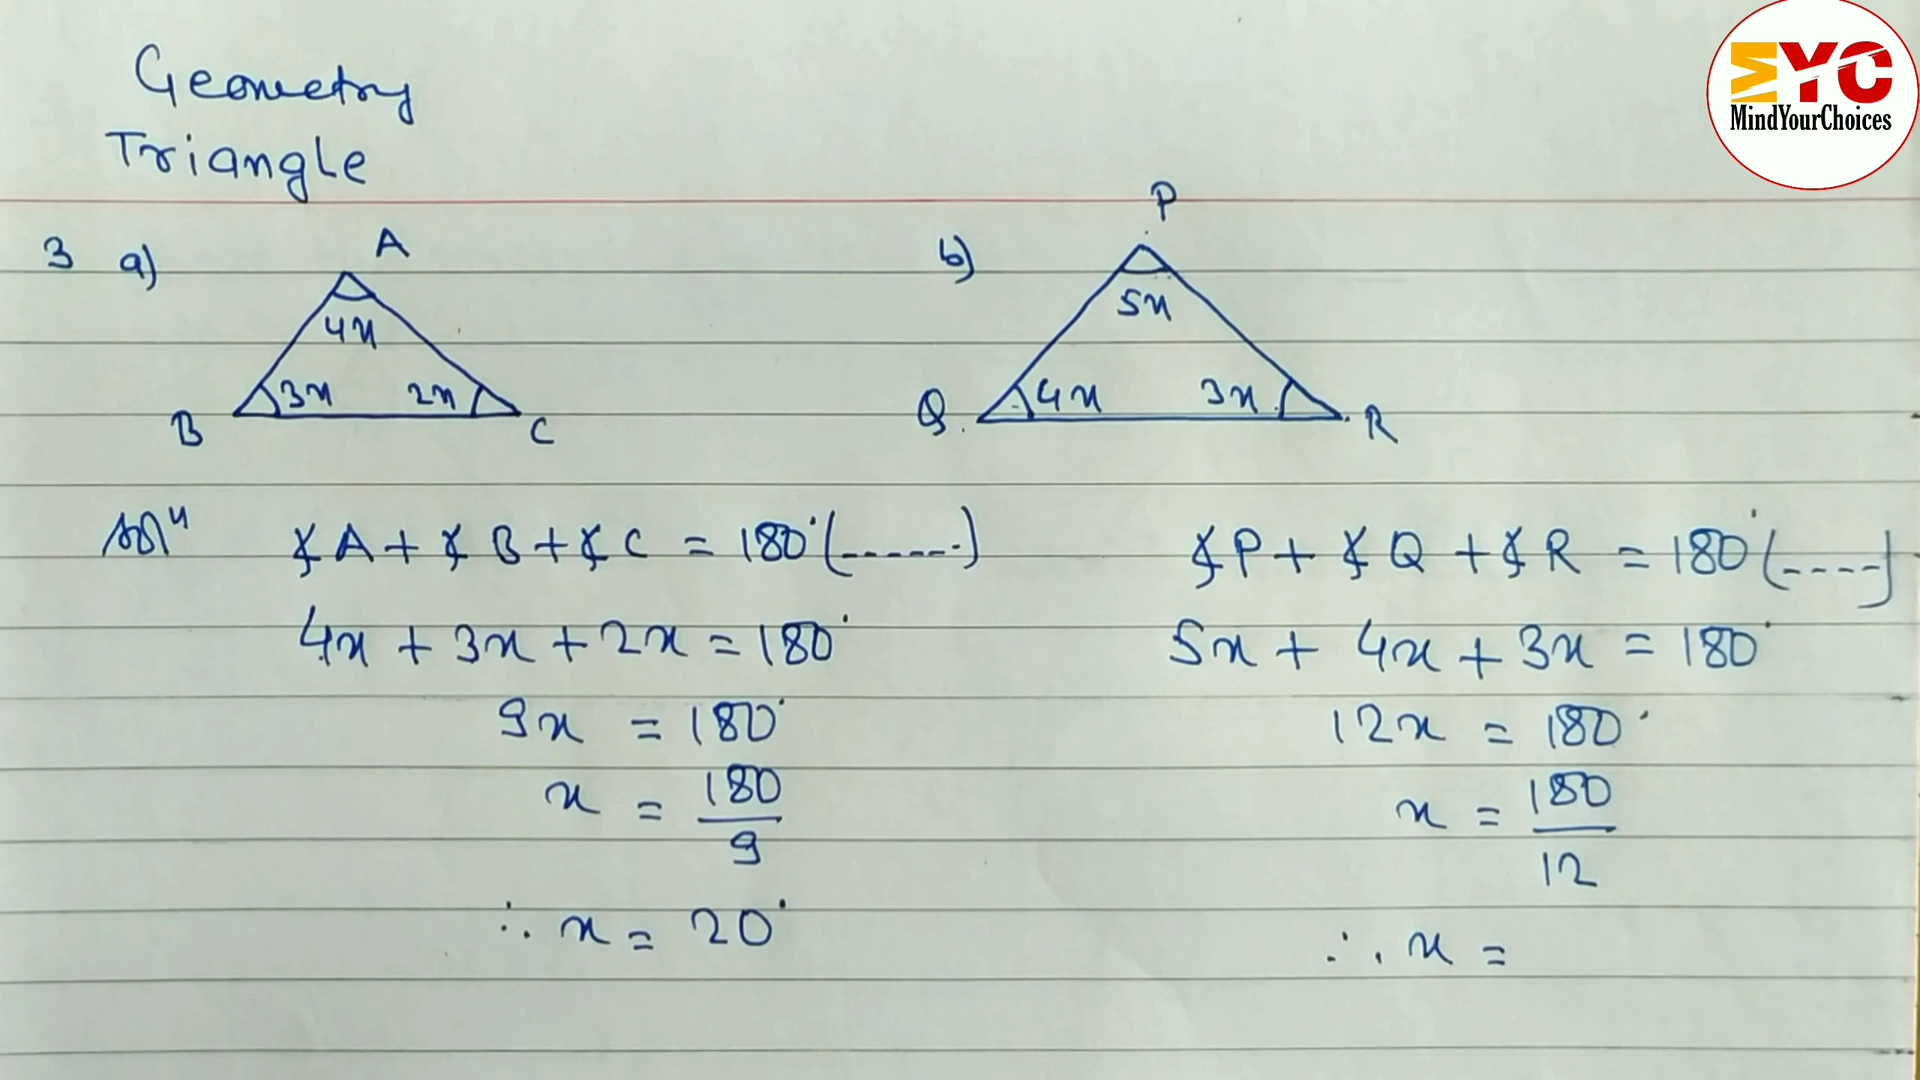 Geometry
Triangle
3 a)
A
4x
3x 2x
B C
b)
P
5x
4x 3x
Q R
Solⁿ ∠A + ∠B + ∠C = 180° (------)
4x + 3x + 2x = 180°
9x = 180°
x = 180/9
∴ x = 20°
∠P + ∠Q + ∠R = 180° (----)
5x + 4x + 3x = 180°
12x = 180°
x = 180/12
∴ x =
MYC
MindYourChoices